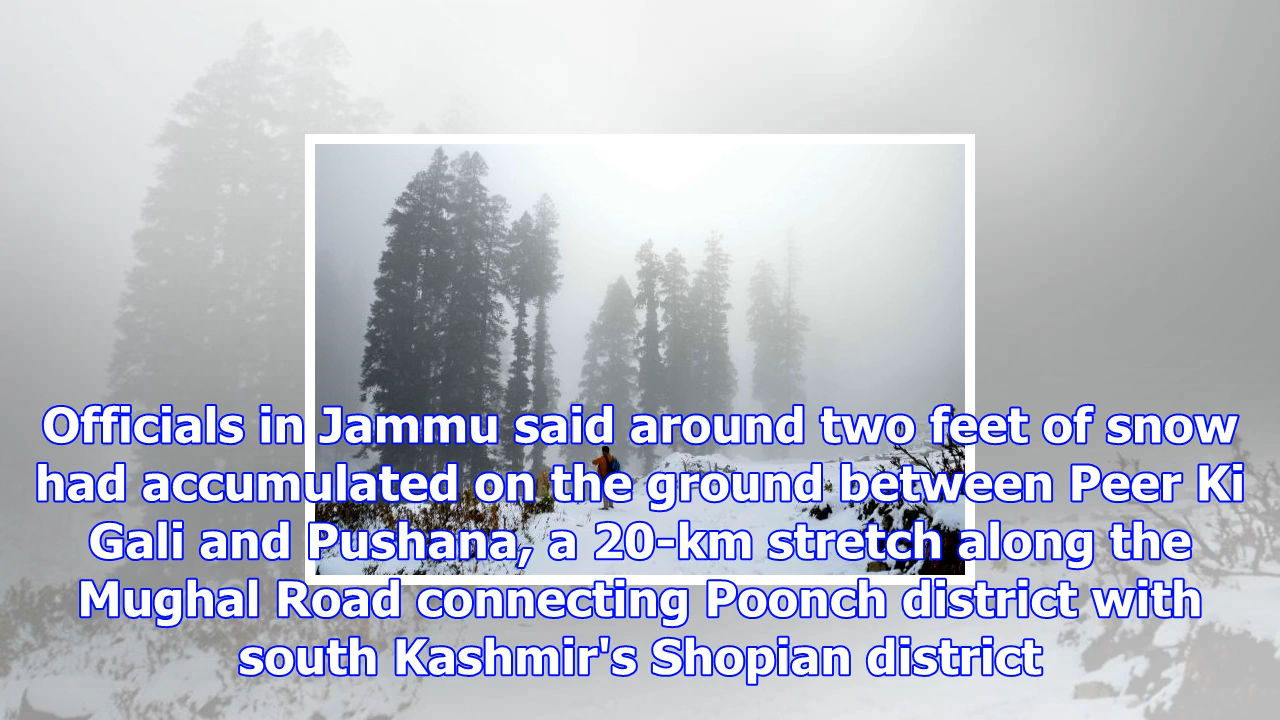 Officials in Jammu said around two feet of snow
had accumulated on the ground between Peer Ki
Gali and Pushana, a 20-km stretch along the
Mughal Road connecting Poonch district with
south Kashmir's Shopian district